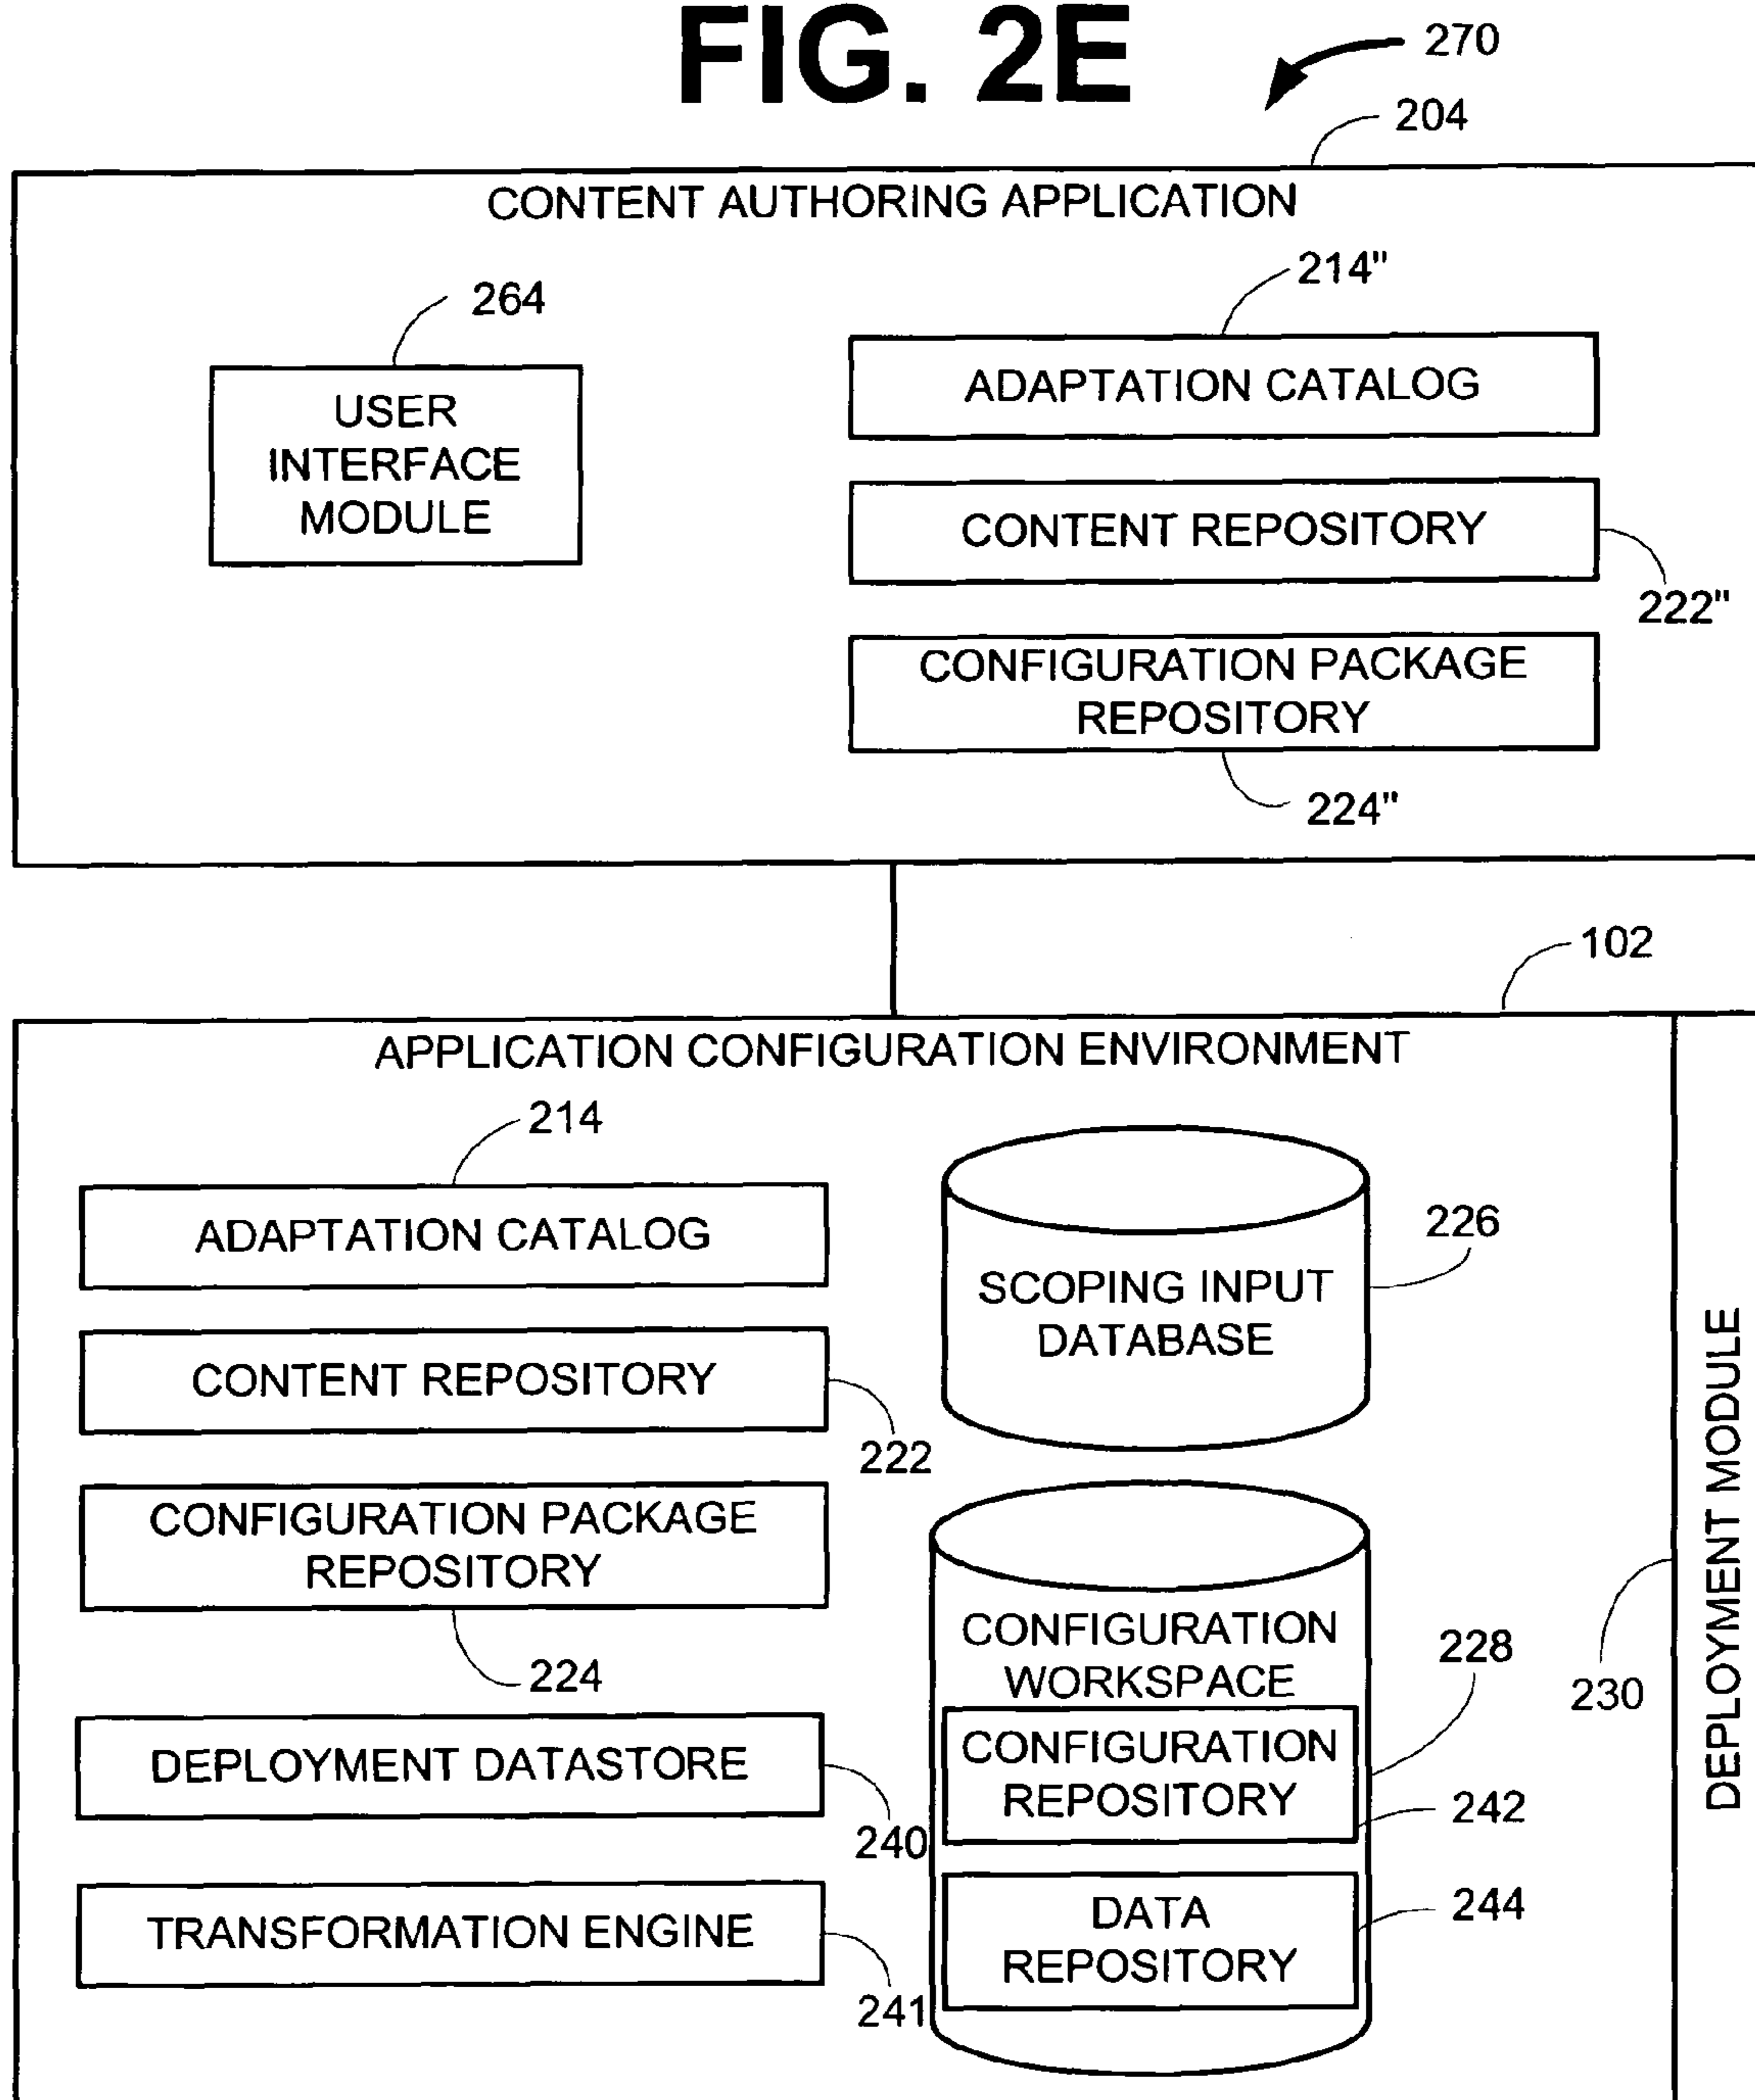 FIG. 2E
270
204
CONTENT AUTHORING APPLICATION
214"
264
USER
INTERFACE
MODULE
ADAPTATION CATALOG
CONTENT REPOSITORY
222"
CONFIGURATION PACKAGE
REPOSITORY
224"
102
APPLICATION CONFIGURATION ENVIRONMENT
214
ADAPTATION CATALOG
226
SCOPING INPUT
DATABASE
CONTENT REPOSITORY
222
CONFIGURATION PACKAGE
REPOSITORY
224
CONFIGURATION
WORKSPACE
228
230
DEPLOYMENT MODULE
DEPLOYMENT DATASTORE
240
CONFIGURATION
REPOSITORY
242
TRANSFORMATION ENGINE
241
DATA
REPOSITORY
244